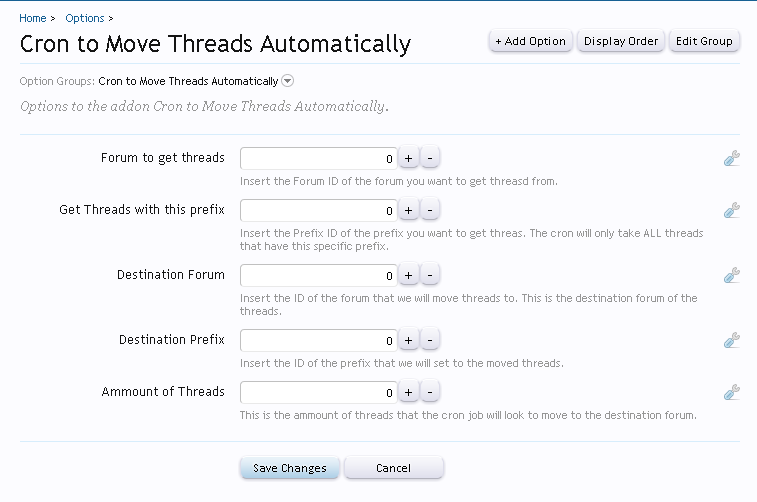 Home > Options >
Cron to Move Threads Automatically
+ Add Option Display Order Edit Group
Option Groups: Cron to Move Threads Automatically
Options to the addon Cron to Move Threads Automatically.
Forum to get threads 0 + -
Insert the Forum ID of the forum you want to get threasd from.
Get Threads with this prefix 0 + -
Insert the Prefix ID of the prefix you want to get threas. The cron will only take ALL threads
that have this specific prefix.
Destination Forum 0 + -
Insert the ID of the forum that we will move threads to. This is the destination forum of the
threads.
Destination Prefix 0 + -
Insert the ID of the prefix that we will set to the moved threads.
Ammount of Threads 0 + -
This is the ammount of threads that the cron job will look to move to the destination forum.
Save Changes Cancel